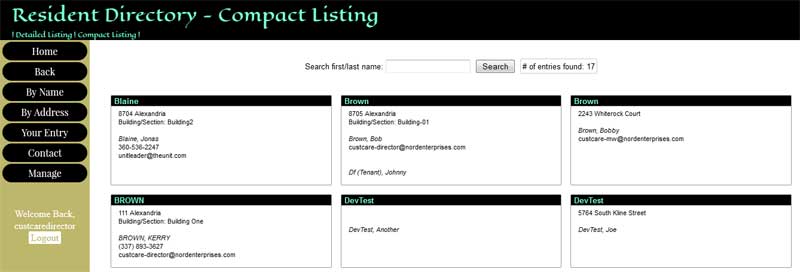 Resident Directory - Compact Listing
! Detailed Listing ! Compact Listing !
Home
Back
By Name
By Address
Your Entry
Contact
Manage
Welcome Back,
custcaredirector
Logout
Search first/last name: Search # of entries found: 17
Blaine
8704 Alexandria
Building/Section: Building2
Blaine, Jonas
360-536-2247
unitleader@theunit.com
Brown
8705 Alexandria
Building/Section: Building-01
Brown, Bob
custcare-director@nordenterprises.com
Df (Tenant), Johnny
Brown
2243 Whiterock Court
Brown, Bobby
custcare-mw@nordenterprises.com
BROWN
111 Alexandria
Building/Section: Building One
BROWN, KERRY
(337) 893-3627
custcare-director@nordenterprises.com
DevTest
DevTest, Another
DevTest
5764 South Kline Street
DevTest, Joe